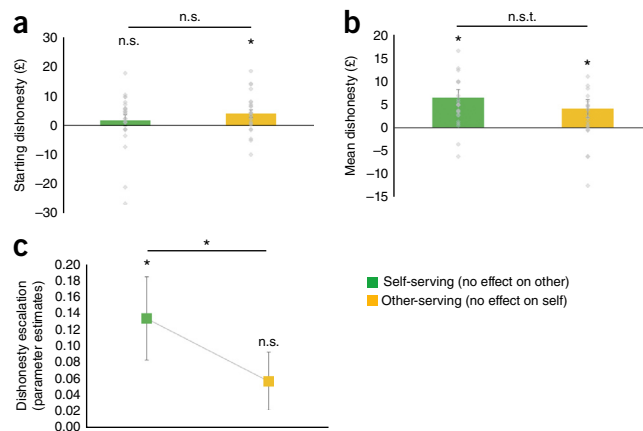 a
n.s.
n.s.
*
30
20
10
0
–10
–20
–30
Starting dishonesty (£)
b
n.s.t.
*
*
20
15
10
5
0
–5
–10
–15
Mean dishonesty (£)
c
*
*
n.s.
0.20
0.18
0.16
0.14
0.12
0.10
0.08
0.06
0.04
0.02
0.00
Dishonesty escalation
(parameter estimates)
Self-serving (no effect on other)
Other-serving (no effect on self)